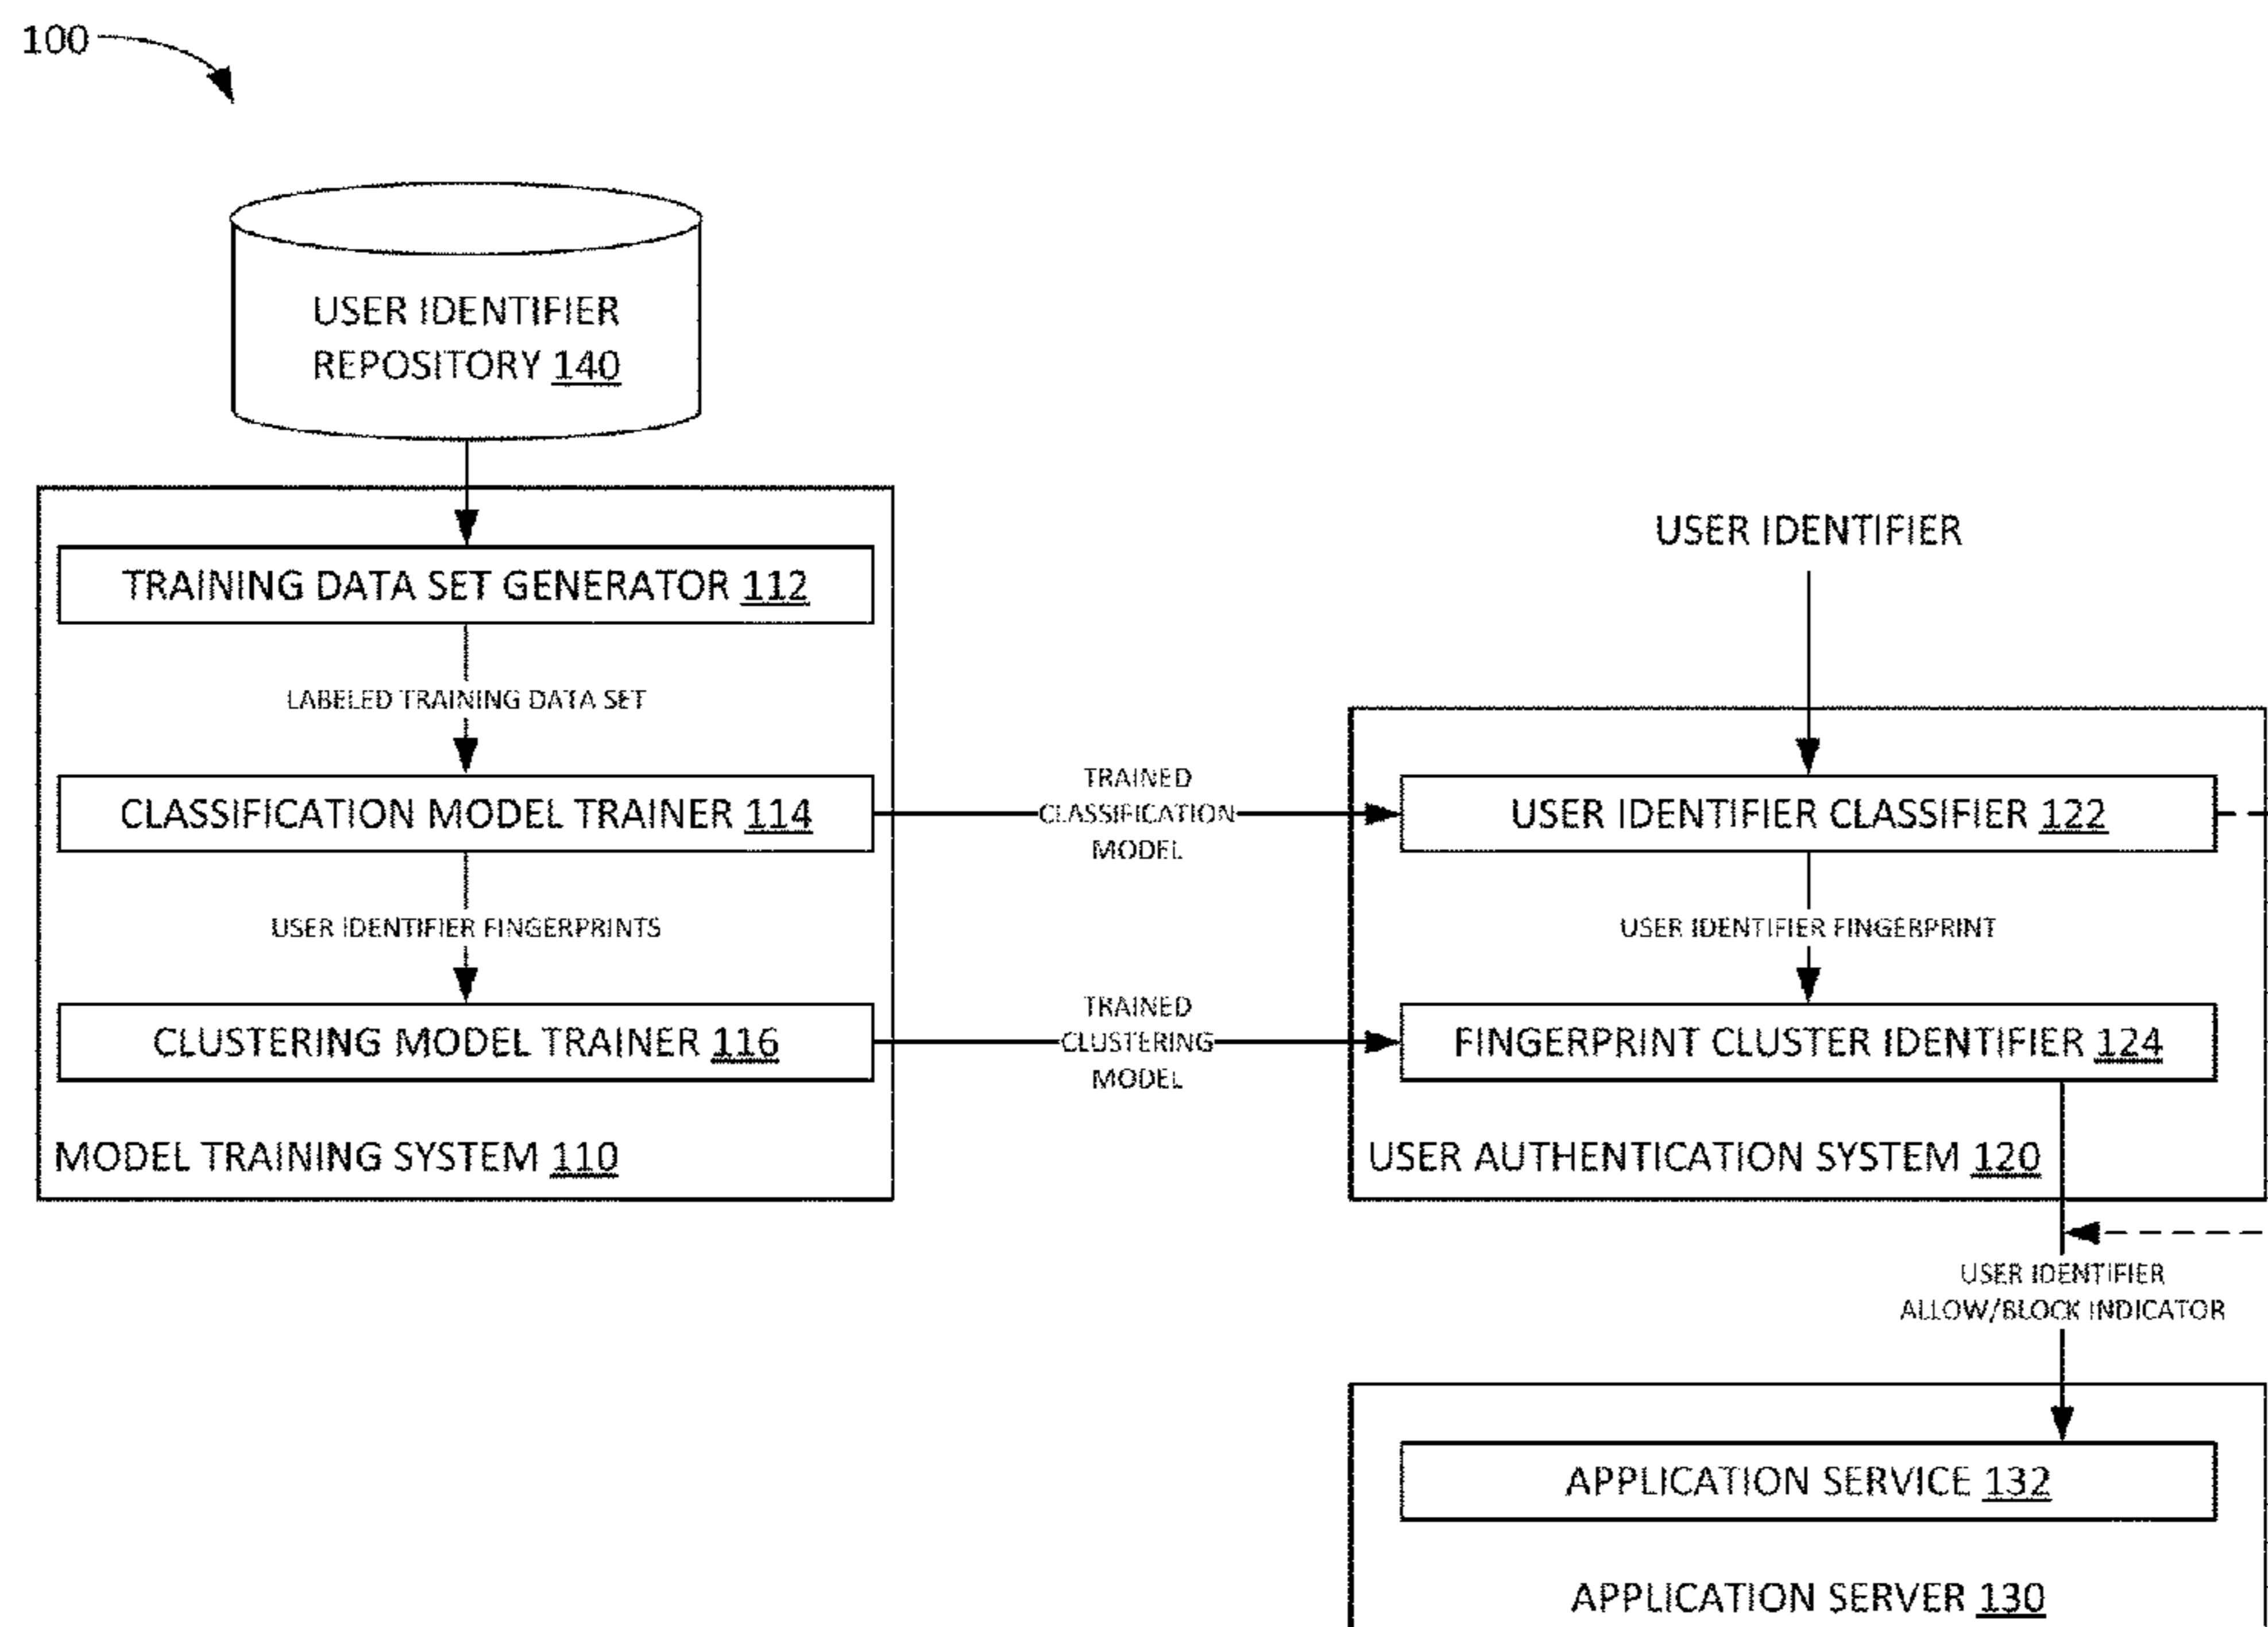 100
USER IDENTIFIER
REPOSITORY 140
TRAINING DATA SET GENERATOR 112
LABELED TRAINING DATA SET
CLASSIFICATION MODEL TRAINER 114
USER IDENTIFIER FINGERPRINTS
CLUSTERING MODEL TRAINER 116
MODEL TRAINING SYSTEM 110
TRAINED
CLASSIFICATION
MODEL
TRAINED
CLUSTERING
MODEL
USER IDENTIFIER
USER IDENTIFIER CLASSIFIER 122
USER IDENTIFIER FINGERPRINT
FINGERPRINT CLUSTER IDENTIFIER 124
USER AUTHENTICATION SYSTEM 120
USER IDENTIFIER
ALLOW/BLOCK INDICATOR
APPLICATION SERVICE 132
APPLICATION SERVER 130